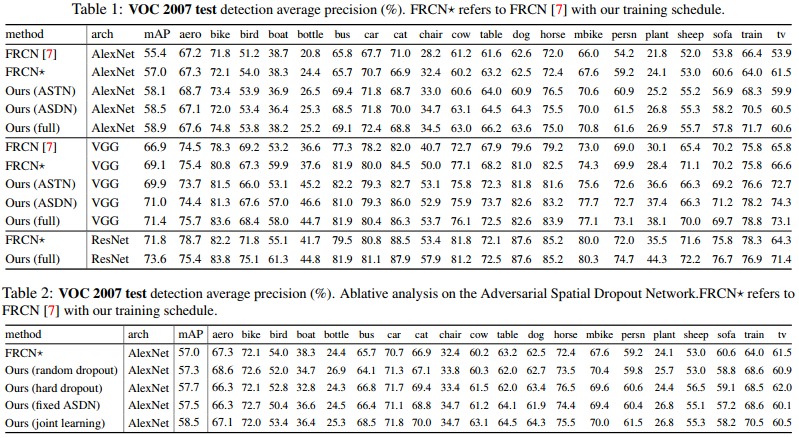 Table 1: VOC 2007 test detection average precision (%). FRCN⋆ refers to FRCN [7] with our training schedule.
method arch mAP aero bike bird boat bottle bus car cat chair cow table dog horse mbike persn plant sheep sofa train tv
FRCN [7] AlexNet 55.4 67.2 71.8 51.2 38.7 20.8 65.8 67.7 71.0 28.2 61.2 61.6 62.6 72.0 66.0 54.2 21.8 52.0 53.8 66.4 53.9
FRCN⋆ AlexNet 57.0 67.3 72.1 54.0 38.3 24.4 65.7 70.7 66.9 32.4 60.2 63.2 62.5 72.4 67.6 59.2 24.1 53.0 60.6 64.0 61.5
Ours (ASTN) AlexNet 58.1 68.7 73.4 53.9 36.9 26.5 69.4 71.8 68.7 33.0 60.6 64.0 60.9 76.5 70.6 60.9 25.2 55.2 56.9 68.3 59.9
Ours (ASDN) AlexNet 58.5 67.1 72.0 53.4 36.4 25.3 68.5 71.8 70.0 34.7 63.1 64.5 64.3 75.5 70.0 61.5 26.8 55.3 58.2 70.5 60.5
Ours (full) AlexNet 58.9 67.6 74.8 53.8 38.2 25.2 69.1 72.4 68.8 34.5 63.0 66.2 63.6 75.0 70.8 61.6 26.9 55.7 57.8 71.7 60.6
FRCN [7] VGG 66.9 74.5 78.3 69.2 53.2 36.6 77.3 78.2 82.0 40.7 72.7 67.9 79.6 79.2 73.0 69.0 30.1 65.4 70.2 75.8 65.8
FRCN⋆ VGG 69.1 75.4 80.8 67.3 59.9 37.6 81.9 80.0 84.5 50.0 77.1 68.2 81.0 82.5 74.3 69.9 28.4 71.1 70.2 75.8 66.6
Ours (ASTN) VGG 69.9 73.7 81.5 66.0 53.1 45.2 82.2 79.3 82.7 53.1 75.8 72.3 81.8 81.6 75.6 72.6 36.6 66.3 69.2 76.6 72.7
Ours (ASDN) VGG 71.0 74.4 81.3 67.6 57.0 46.6 81.0 79.3 86.0 52.9 75.9 73.7 82.6 83.2 77.7 72.7 37.4 66.3 71.2 78.2 74.3
Ours (full) VGG 71.4 75.7 83.6 68.4 58.0 44.7 81.9 80.4 86.3 53.7 76.1 72.5 82.6 83.9 77.1 73.1 38.1 70.0 69.7 78.8 73.1
FRCN⋆ ResNet 71.8 78.7 82.2 71.8 55.1 41.7 79.5 80.8 88.5 53.4 81.8 72.1 87.6 85.2 80.0 72.0 35.5 71.6 75.8 78.3 64.3
Ours (full) ResNet 73.6 75.4 83.8 75.1 61.3 44.8 81.9 81.1 87.9 57.9 81.2 72.5 87.6 85.2 80.3 74.7 44.3 72.2 76.7 76.9 71.4
Table 2: VOC 2007 test detection average precision (%). Ablative analysis on the Adversarial Spatial Dropout Network.FRCN⋆ refers to
FRCN [7] with our training schedule.
method arch mAP aero bike bird boat bottle bus car cat chair cow table dog horse mbike persn plant sheep sofa train tv
FRCN⋆ AlexNet 57.0 67.3 72.1 54.0 38.3 24.4 65.7 70.7 66.9 32.4 60.2 63.2 62.5 72.4 67.6 59.2 24.1 53.0 60.6 64.0 61.5
Ours (random dropout) AlexNet 57.3 68.6 72.6 52.0 34.7 26.9 64.1 71.3 67.1 33.8 60.3 62.0 62.7 73.5 70.4 59.8 25.7 53.0 58.8 68.6 60.9
Ours (hard dropout) AlexNet 57.7 66.3 72.1 52.8 32.8 24.3 66.8 71.7 69.4 33.4 61.5 62.0 63.4 76.5 69.6 60.6 24.4 56.5 59.1 68.5 62.0
Ours (fixed ASDN) AlexNet 57.5 66.3 72.7 50.4 36.6 24.5 66.4 71.1 68.8 34.7 61.2 64.1 61.9 74.4 69.4 60.4 26.8 55.1 57.2 68.6 60.1
Ours (joint learning) AlexNet 58.5 67.1 72.0 53.4 36.4 25.3 68.5 71.8 70.0 34.7 63.1 64.5 64.3 75.5 70.0 61.5 26.8 55.3 58.2 70.5 60.5